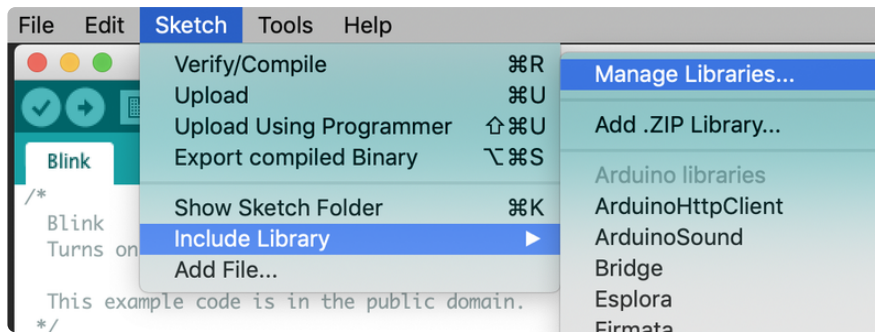 File Edit Sketch Tools Help
Verify/Compile ⌘R
Upload ⌘U
Upload Using Programmer ⇧⌘U
Export compiled Binary ⌥⌘S
Show Sketch Folder ⌘K
Include Library ▶
Add File...
Manage Libraries...
Add .ZIP Library...
Arduino libraries
ArduinoHttpClient
ArduinoSound
Bridge
Esplora
Firmata
Blink
/*
Blink
Turns on
This example code is in the public domain.
*/